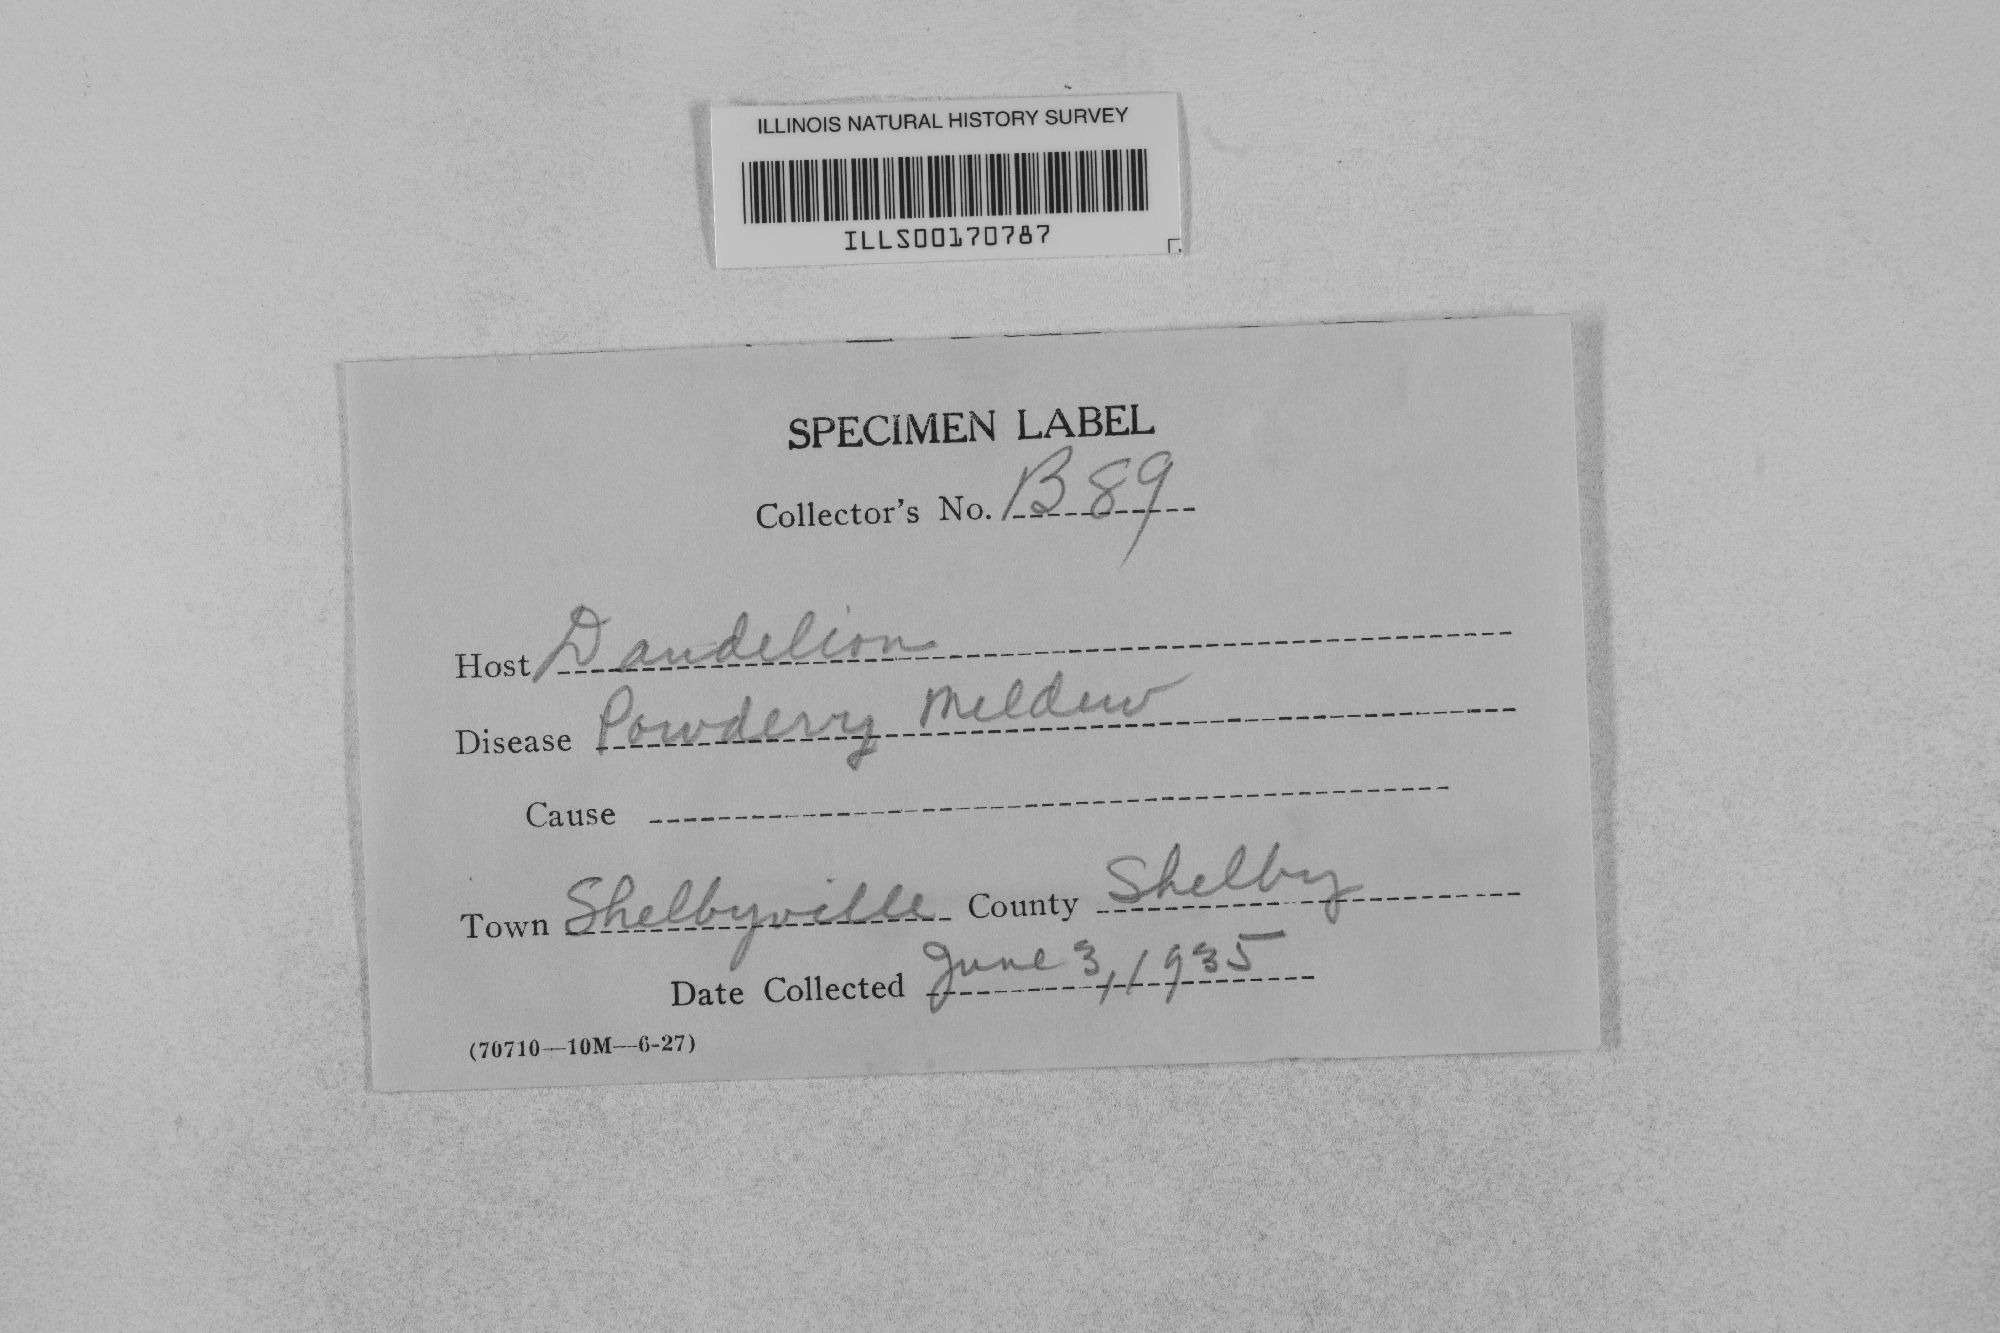 ILLINOIS NATURAL HISTORY SURVEY
ILLS00170787
SPECIMEN LABEL
Collector's No. B89
Host Dandelion
Disease Powdery Mildew
Cause
Town Shelbyville County Shelby
Date Collected June 3, 1935
(70710—10M—6-27)